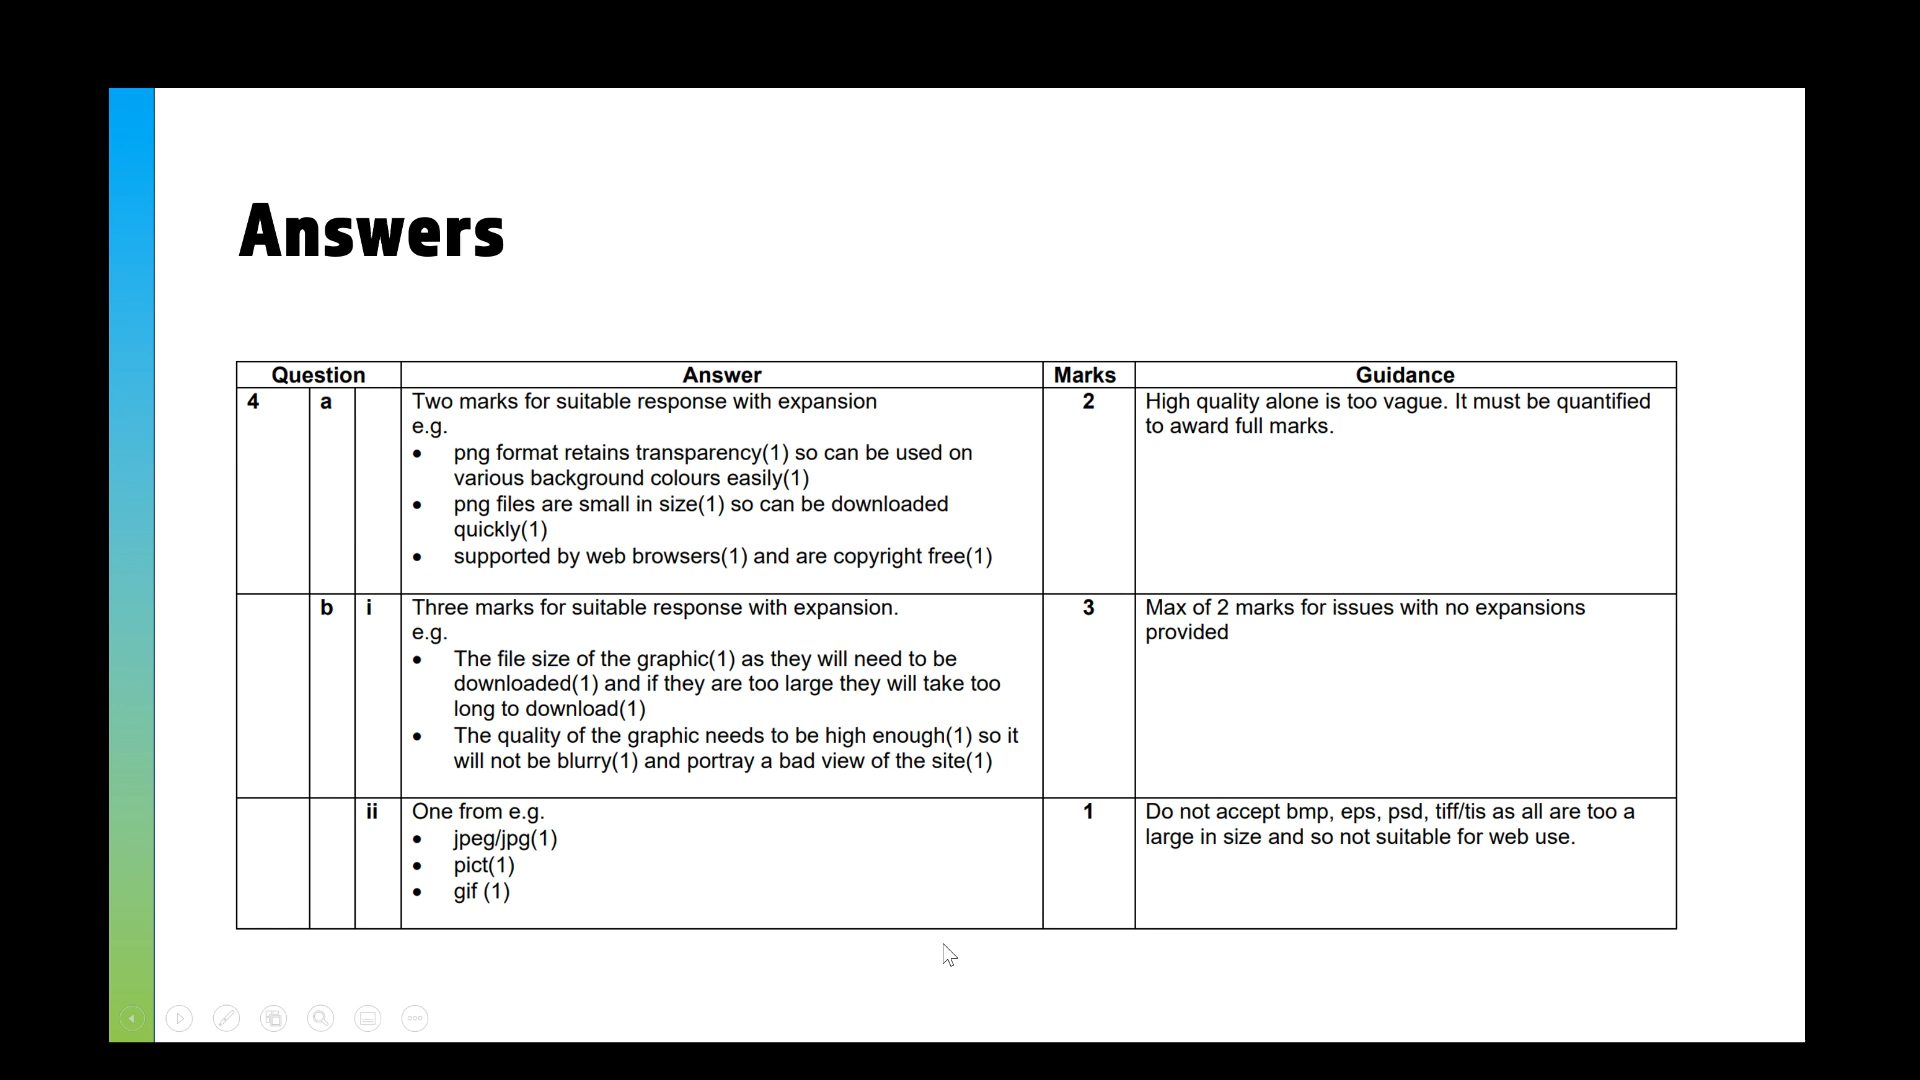 Answers
Question Answer Marks Guidance
4 a Two marks for suitable response with expansion 2 High quality alone is too vague. It must be quantified
e.g. to award full marks.
• png format retains transparency(1) so can be used on
various background colours easily(1)
• png files are small in size(1) so can be downloaded
quickly(1)
• supported by web browsers(1) and are copyright free(1)
b i Three marks for suitable response with expansion. 3 Max of 2 marks for issues with no expansions
e.g. provided
• The file size of the graphic(1) as they will need to be
downloaded(1) and if they are too large they will take too
long to download(1)
• The quality of the graphic needs to be high enough(1) so it
will not be blurry(1) and portray a bad view of the site(1)
ii One from e.g. 1 Do not accept bmp, eps, psd, tiff/tis as all are too a
• jpeg/jpg(1) large in size and so not suitable for web use.
• pict(1)
• gif (1)